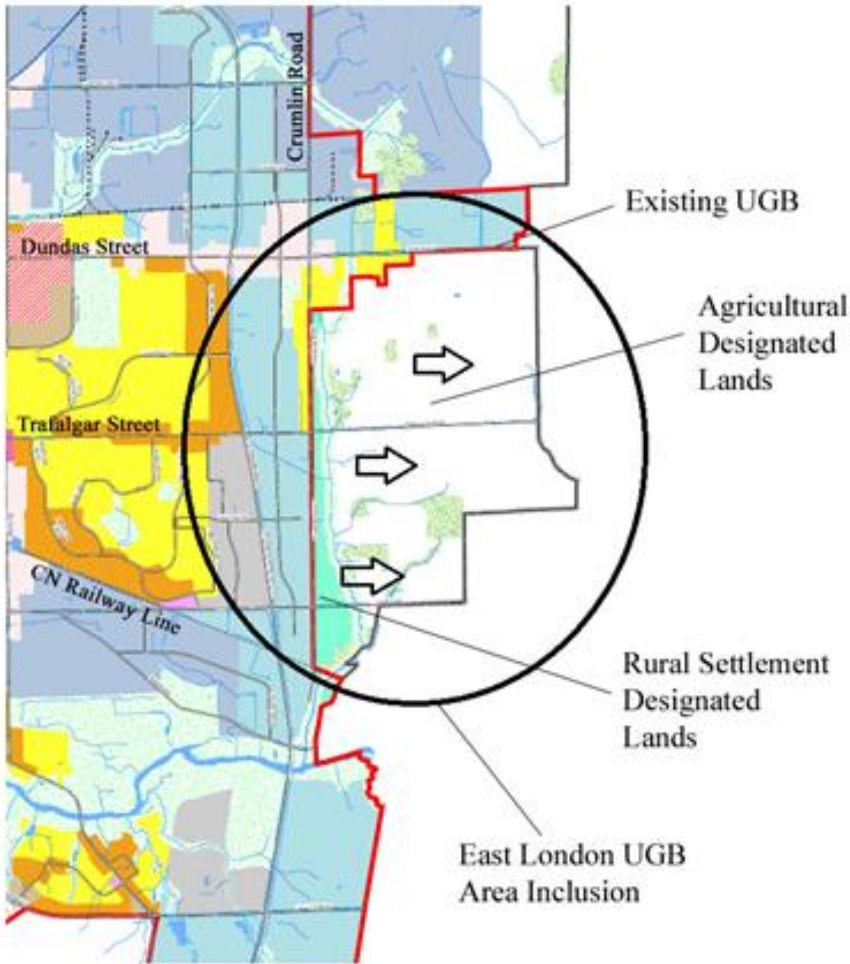 Crumlin Road
Existing UGB
Dundas Street
Agricultural
Designated
Lands
Trafalgar Street
CN Railway Line
Rural Settlement
Designated
Lands
East London UGB
Area Inclusion